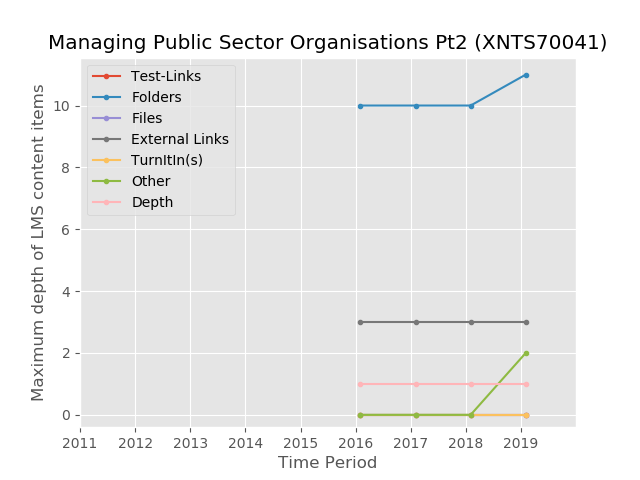 Managing Public Sector Organisations Pt2 (XNTS70041)
Test-Links
Folders
Files
External Links
TurnItIn(s)
Other
Depth
Maximum depth of LMS content items
10
8
6
4
2
0
2011 2012 2013 2014 2015 2016 2017 2018 2019
Time Period